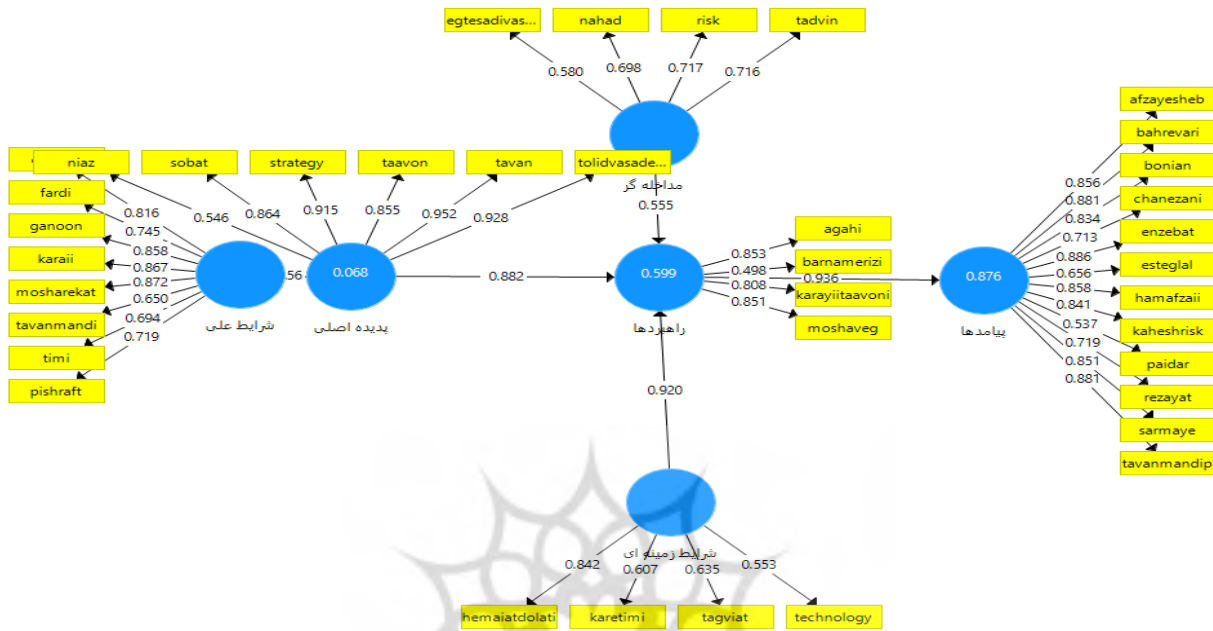 egtesadivas...
nahad
risk
tadvin
0.580
0.698
0.717
0.716
مداخله گر
0.555
niaz
sobat
strategy
taavon
tavan
tolidvasade...
fardi
ganoon
karaii
mosharekat
tavanmandi
timi
pishraft
0.816
0.745
0.858
0.867
0.872
0.650
0.694
0.719
شرایط علی
0.546
0.864
0.915
0.855
0.952
0.928
0.068
پدیده اصلی
0.882
0.599
راهبردها
0.853
0.498
0.808
0.851
agahi
barnamerizi
karayiitaavoni
moshaveg
0.936
0.876
پیامدها
0.856
0.881
0.834
0.713
0.886
0.656
0.858
0.841
0.537
0.719
0.851
0.881
afzayesheb
bahrevari
bonian
chanezani
enzebat
esteglal
hamafzaii
kaheshrisk
paidar
rezayat
sarmaye
tavanmandip
0.920
شرایط زمینه ای
0.842
0.607
0.635
0.553
hemaiatdolati
karetimi
tagviat
technology